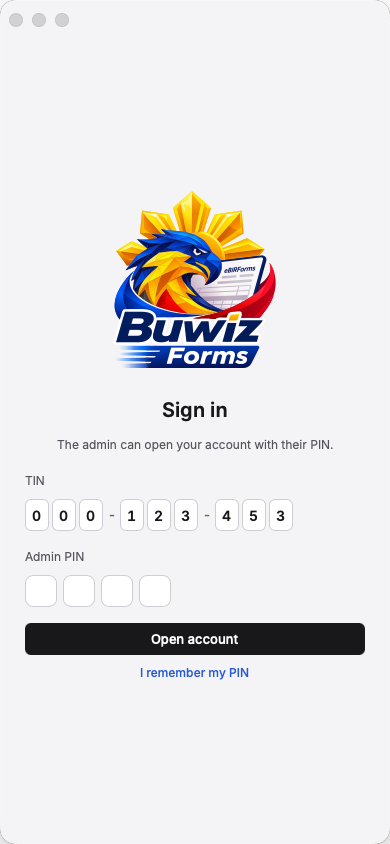 eBIRForms
Buwiz
Forms
Sign in
The admin can open your account with their PIN.
TIN
0 0 0 - 1 2 3 - 4 5 3
Admin PIN
Open account
I remember my PIN